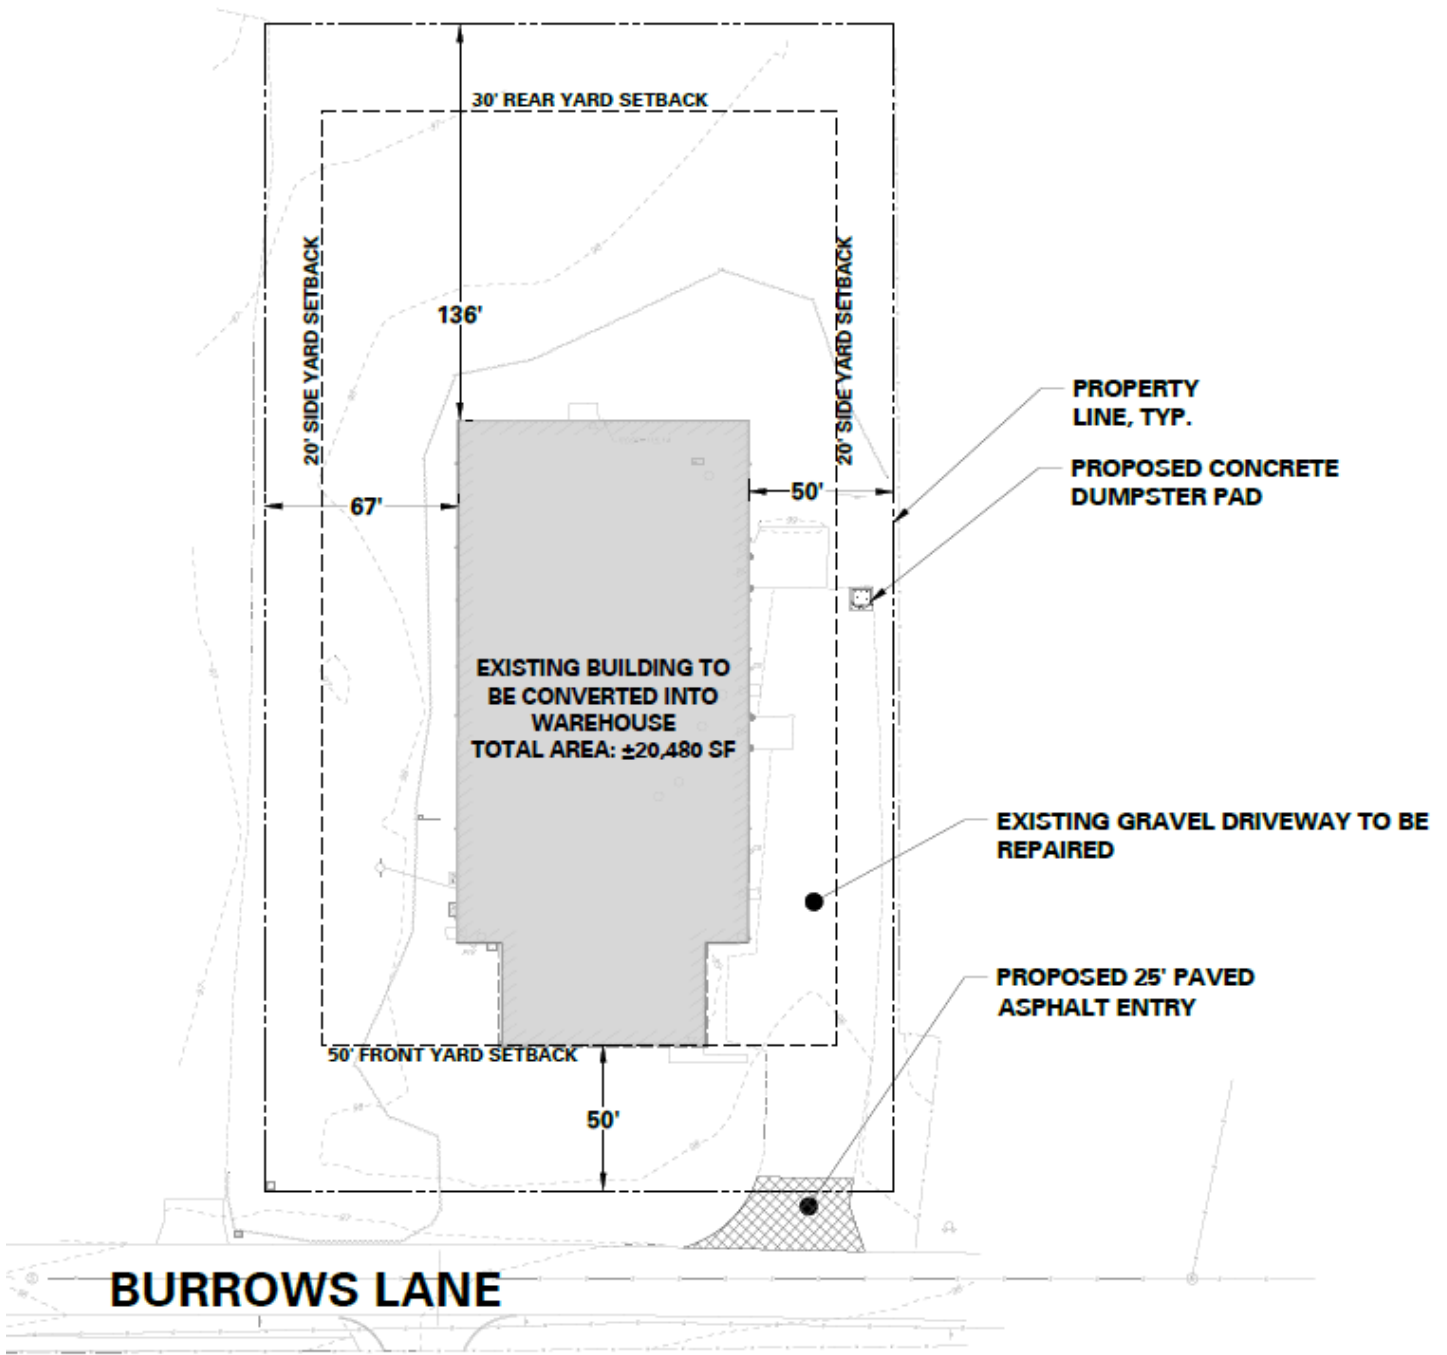 30' REAR YARD SETBACK
136'
20' SIDE YARD SETBACK
20' SIDE YARD SETBACK
PROPERTY
LINE, TYP.
PROPOSED CONCRETE
DUMPSTER PAD
67'
50'
EXISTING BUILDING TO
BE CONVERTED INTO
WAREHOUSE
TOTAL AREA: ±20,480 SF
EXISTING GRAVEL DRIVEWAY TO BE
REPAIRED
PROPOSED 25' PAVED
ASPHALT ENTRY
50' FRONT YARD SETBACK
50'
BURROWS LANE